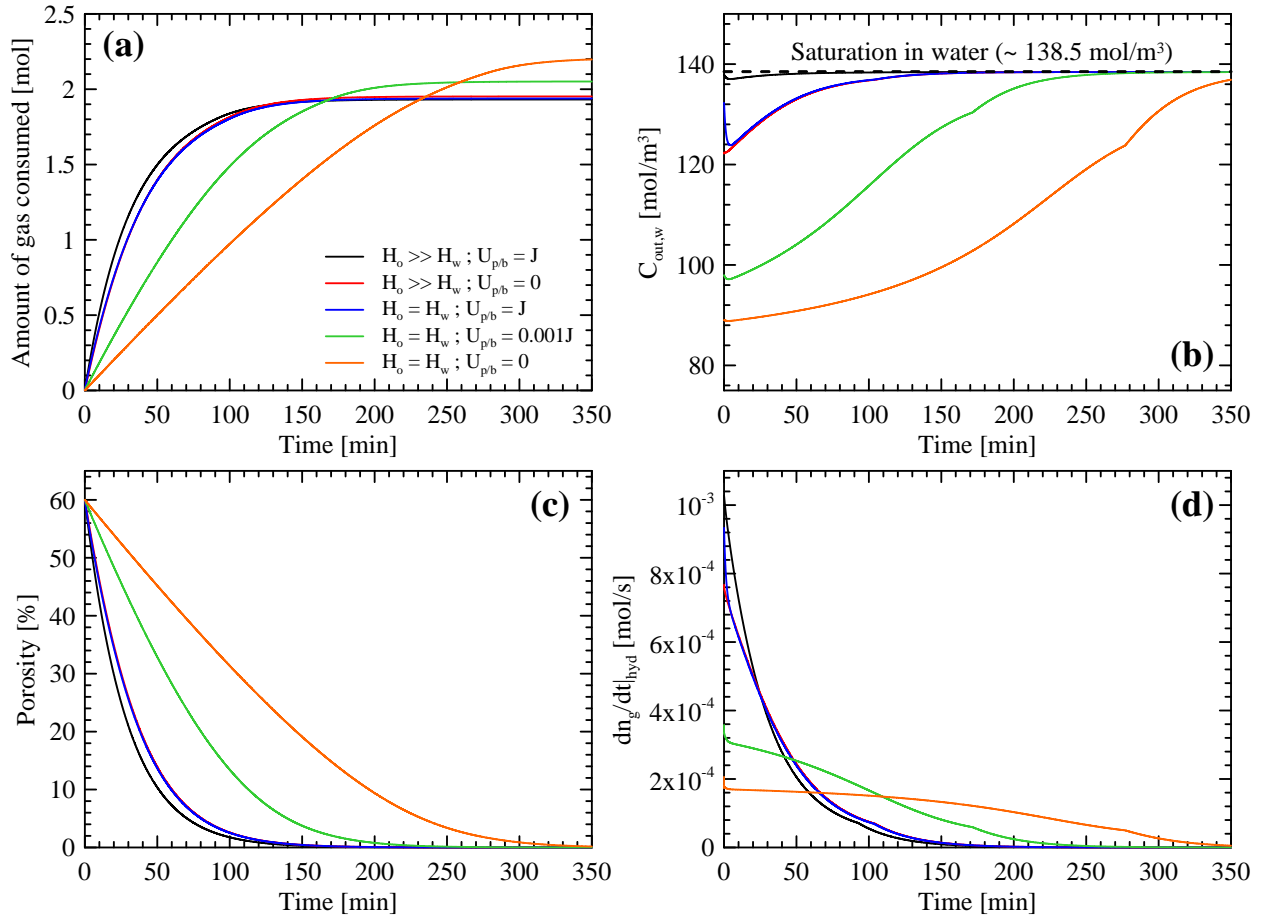 (a)
Amount of gas consumed [mol]
2.5
2
1.5
1
0.5
0
H_o >> H_w ; U_p/b = J
H_o >> H_w ; U_p/b = 0
H_o = H_w ; U_p/b = J
H_o = H_w ; U_p/b = 0.001J
H_o = H_w ; U_p/b = 0
0 50 100 150 200 250 300 350
Time [min]
(b)
C_out,w [mol/m³]
Saturation in water (~ 138.5 mol/m³)
140
120
100
80
0 50 100 150 200 250 300 350
Time [min]
(c)
Porosity [%]
60
50
40
30
20
10
0
0 50 100 150 200 250 300 350
Time [min]
(d)
dn_g/dt|_hyd [mol/s]
10⁻³
8x10⁻⁴
6x10⁻⁴
4x10⁻⁴
2x10⁻⁴
0
0 50 100 150 200 250 300 350
Time [min]